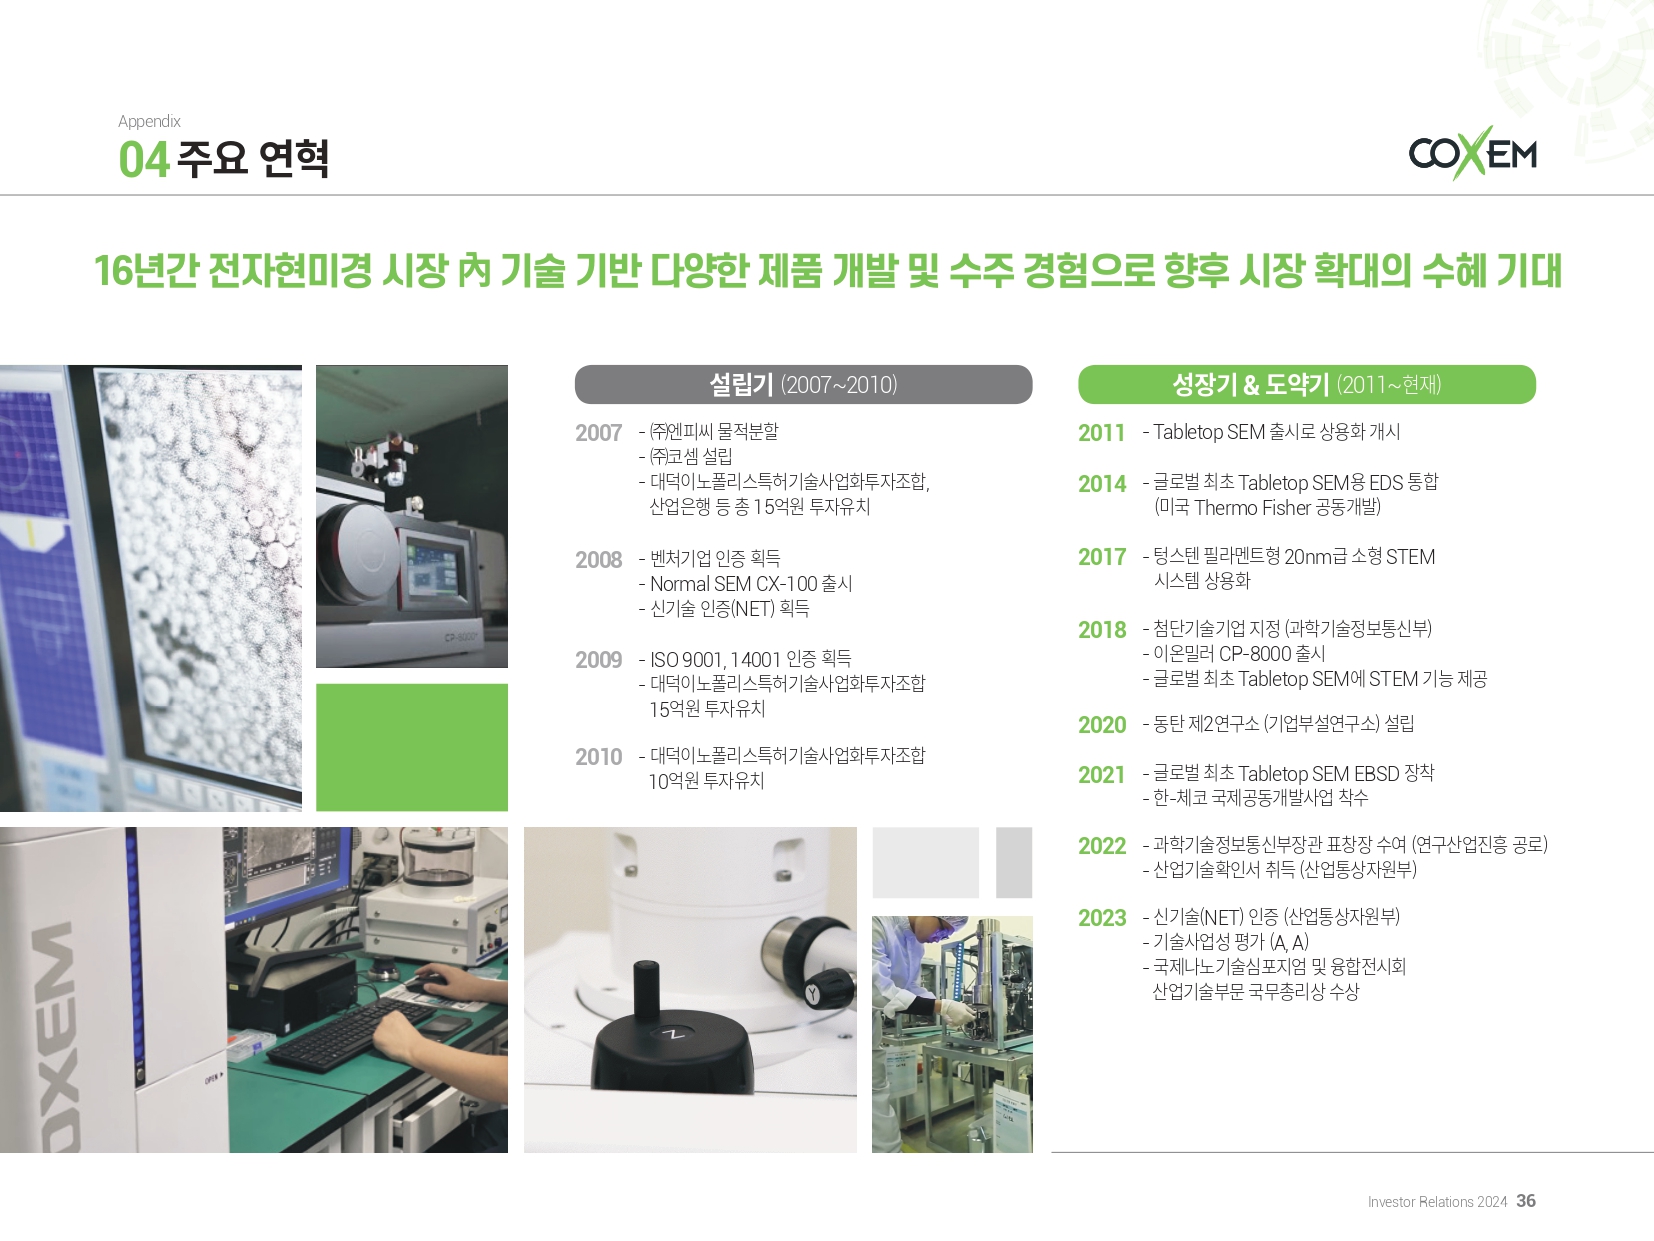 Appendix
04 주요 연혁
COXEM
16년간 전자현미경 시장 內 기술 기반 다양한 제품 개발 및 수주 경험으로 향후 시장 확대의 수혜 기대
설립기 (2007~2010)
2007 - ㈜엔피씨 물적분할
- ㈜코셈 설립
- 대덕이노폴리스특허기술사업화투자조합,
산업은행 등 총 15억원 투자유치
2008 - 벤처기업 인증 획득
- Normal SEM CX-100 출시
- 신기술 인증(NET) 획득
2009 - ISO 9001, 14001 인증 획득
- 대덕이노폴리스특허기술사업화투자조합
15억원 투자유치
2010 - 대덕이노폴리스특허기술사업화투자조합
10억원 투자유치
성장기 & 도약기 (2011~현재)
2011 - Tabletop SEM 출시로 상용화 개시
2014 - 글로벌 최초 Tabletop SEM용 EDS 통합
(미국 Thermo Fisher 공동개발)
2017 - 텅스텐 필라멘트형 20nm급 소형 STEM
시스템 상용화
2018 - 첨단기술기업 지정 (과학기술정보통신부)
- 이온밀러 CP-8000 출시
- 글로벌 최초 Tabletop SEM에 STEM 기능 제공
2020 - 동탄 제2연구소 (기업부설연구소) 설립
2021 - 글로벌 최초 Tabletop SEM EBSD 장착
- 한-체코 국제공동개발사업 착수
2022 - 과학기술정보통신부장관 표창장 수여 (연구산업진흥 공로)
- 산업기술확인서 취득 (산업통상자원부)
2023 - 신기술(NET) 인증 (산업통상자원부)
- 기술사업성 평가 (A, A)
- 국제나노기술심포지엄 및 융합전시회
산업기술부문 국무총리상 수상
CP-8000+
OXEM
OPEN
Z
Y
Investor Relations 2024 36